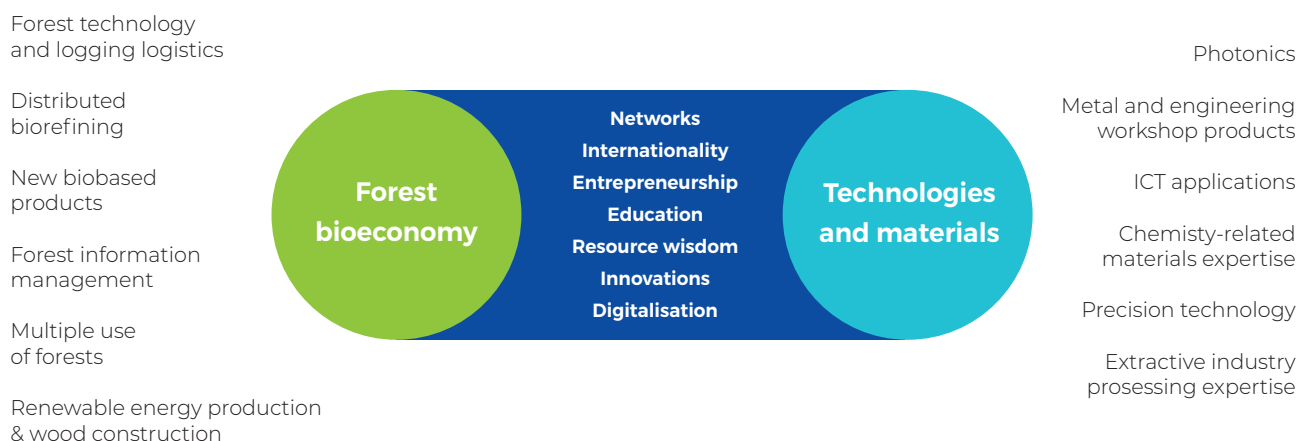 Forest technology
and logging logistics
Distributed
biorefining
New biobased
products
Forest information
management
Multiple use
of forests
Renewable energy production
& wood construction
Forest
bioeconomy
Networks
Internationality
Entrepreneurship
Education
Resource wisdom
Innovations
Digitalisation
Technologies
and materials
Photonics
Metal and engineering
workshop products
ICT applications
Chemisty-related
materials expertise
Precision technology
Extractive industry
prosessing expertise